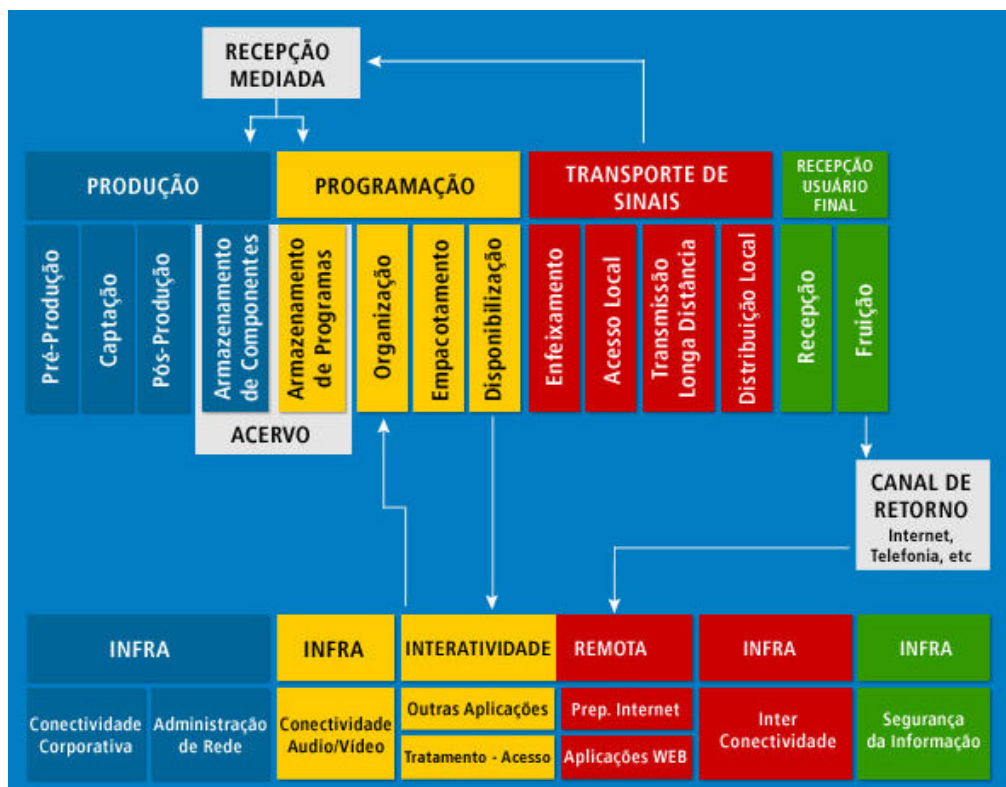 RECEPÇÃO
MEDIADA
PRODUÇÃO
PROGRAMAÇÃO
TRANSPORTE DE
SINAIS
RECEPÇÃO
USUÁRIO
FINAL
Pré-Produção
Captação
Pós-Produção
Armazenamento
de Componentes
Armazenamento
de Programas
Organização
Empacotamento
Disponibilização
Enfeixamento
Acesso Local
Transmissão
Longa Distância
Distribuição Local
Recepção
Fruição
ACERVO
CANAL DE
RETORNO
Internet,
Telefonia, etc
INFRA
INFRA
INTERATIVIDADE
REMOTA
INFRA
INFRA
Conectividade
Corporativa
Administração
de Rede
Conectividade
Audio/Vídeo
Outras Aplicações
Tratamento - Acesso
Prep. Internet
Aplicações WEB
Inter
Conectividade
Segurança
da Informação